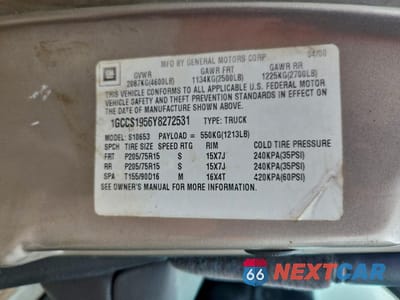 MFD BY GENERAL MOTORS CORP. 04/00
GM
GVWR GAWR FRT GAWR RR
2087KG(4600LB) 1134KG(2500LB) 1225KG(2700LB)
THIS VEHICLE CONFORMS TO ALL APPLICABLE U.S. FEDERAL MOTOR
VEHICLE SAFETY, BUMPER, AND THEFT PREVENTION STANDARDS IN EFFECT
ON THE DATE OF MANUFACTURE SHOWN ABOVE.
1GCCS1956Y8272531 TYPE: TRUCK
MODEL: S10653 PAYLOAD = 550KG(1213LB)
SPCH TIRE SIZE SPEED RTG RIM COLD TIRE PRESSURE
FRT P205/75R15 S 15X7J 240KPA(35PSI)
RR P205/75R15 S 15X7J 240KPA(35PSI)
SPA T155/90D16 M 16X4T 420KPA(60PSI)
SEE OWNER'S MANUAL FOR MORE INFORMATION.
66 NEXTCAR